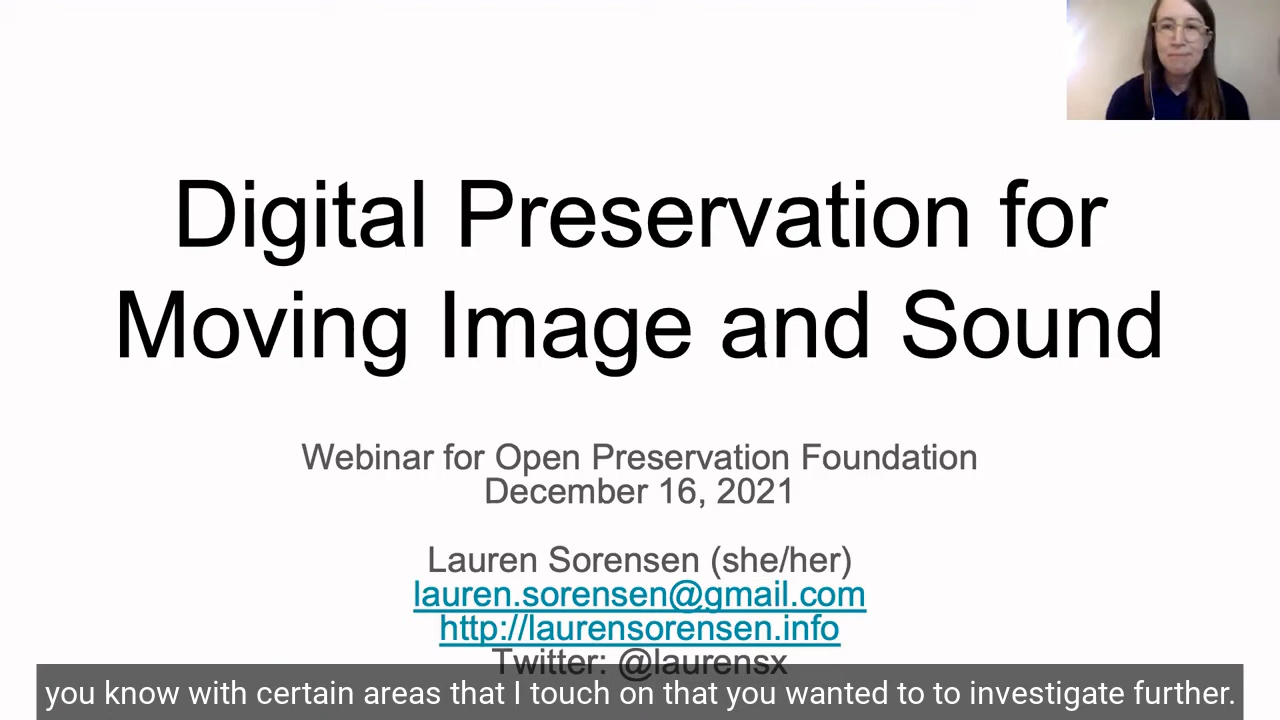 Digital Preservation for
Moving Image and Sound
Webinar for Open Preservation Foundation
December 16, 2021
Lauren Sorensen (she/her)
lauren.sorensen@gmail.com
http://laurensorensen.info
Twitter: @laurensx
you know with certain areas that I touch on that you wanted to to investigate further.